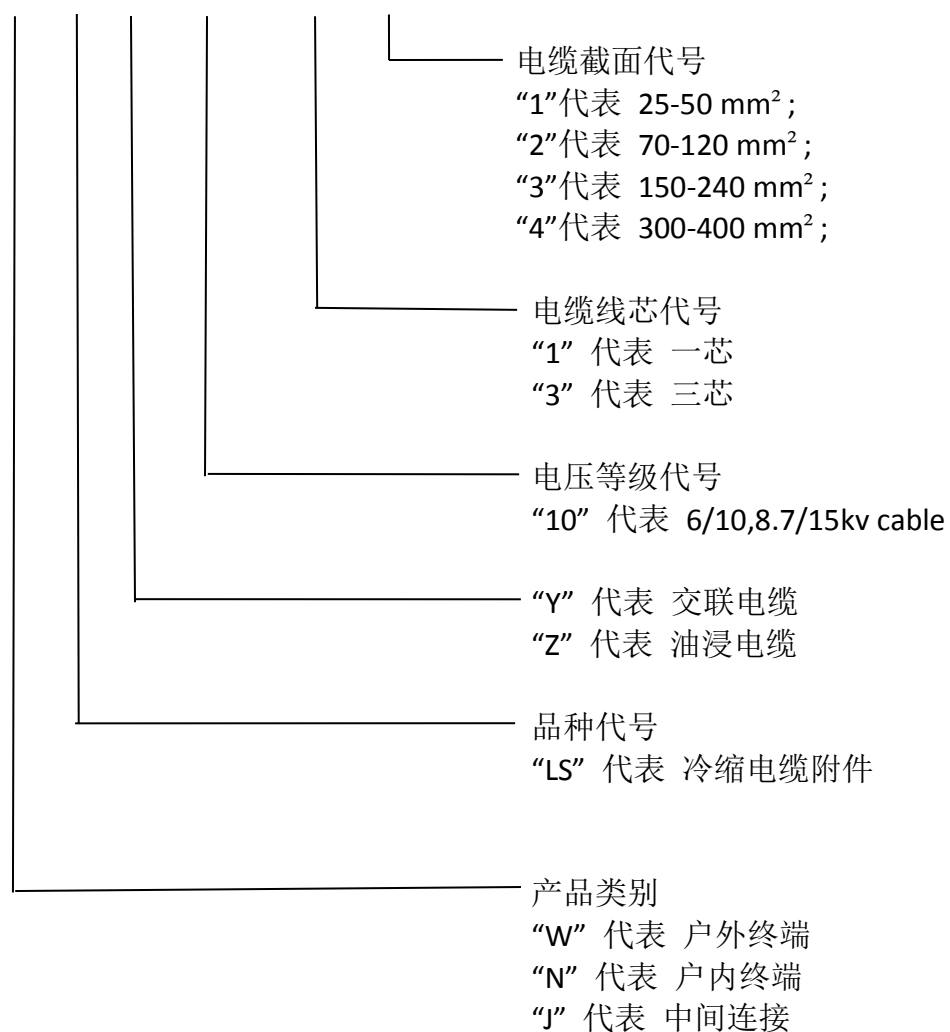 电缆截面代号
“1”代表 25-50 mm² ;
“2”代表 70-120 mm² ;
“3”代表 150-240 mm² ;
“4”代表 300-400 mm² ;
电缆线芯代号
“1” 代表 一芯
“3” 代表 三芯
电压等级代号
“10” 代表 6/10,8.7/15kv cable
“Y” 代表 交联电缆
“Z” 代表 油浸电缆
品种代号
“LS” 代表 冷缩电缆附件
产品类别
“W” 代表 户外终端
“N” 代表 户内终端
“J” 代表 中间连接